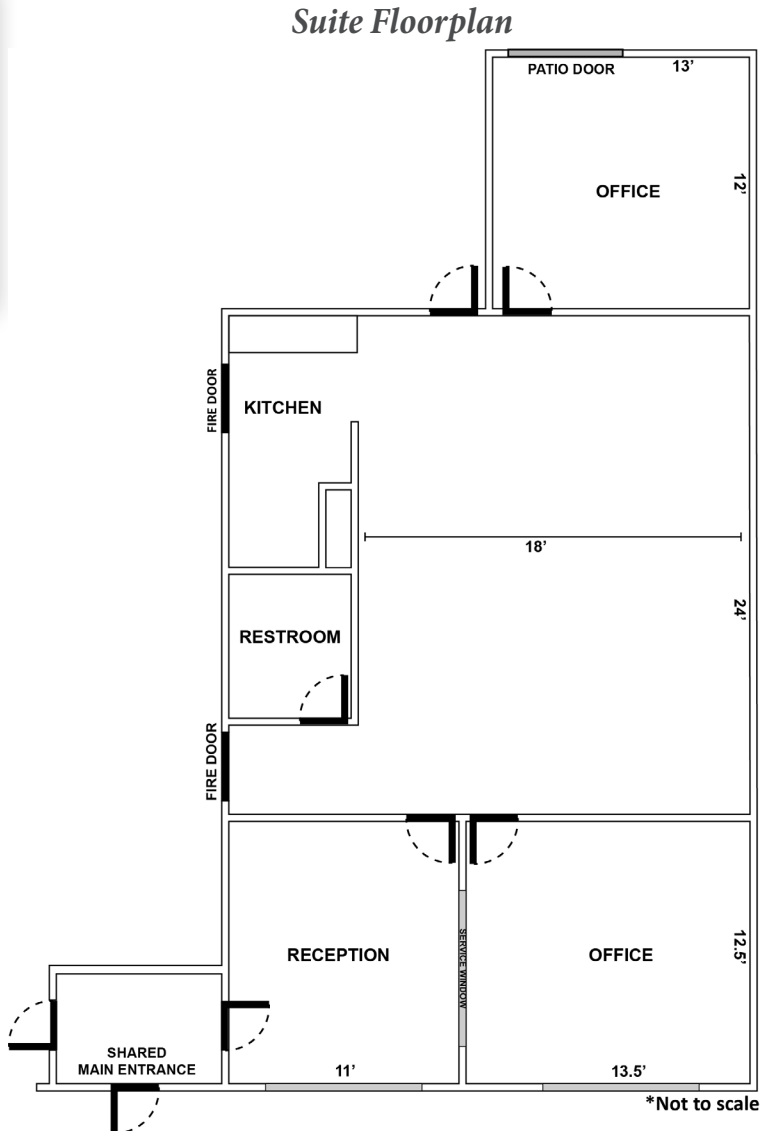 Suite Floorplan
PATIO DOOR
13’
OFFICE
12’
FIRE DOOR
KITCHEN
18’
24’
RESTROOM
FIRE DOOR
RECEPTION
SERVICE WINDOW
OFFICE
12.5’
SHARED
MAIN ENTRANCE
11’
13.5’
*Not to scale